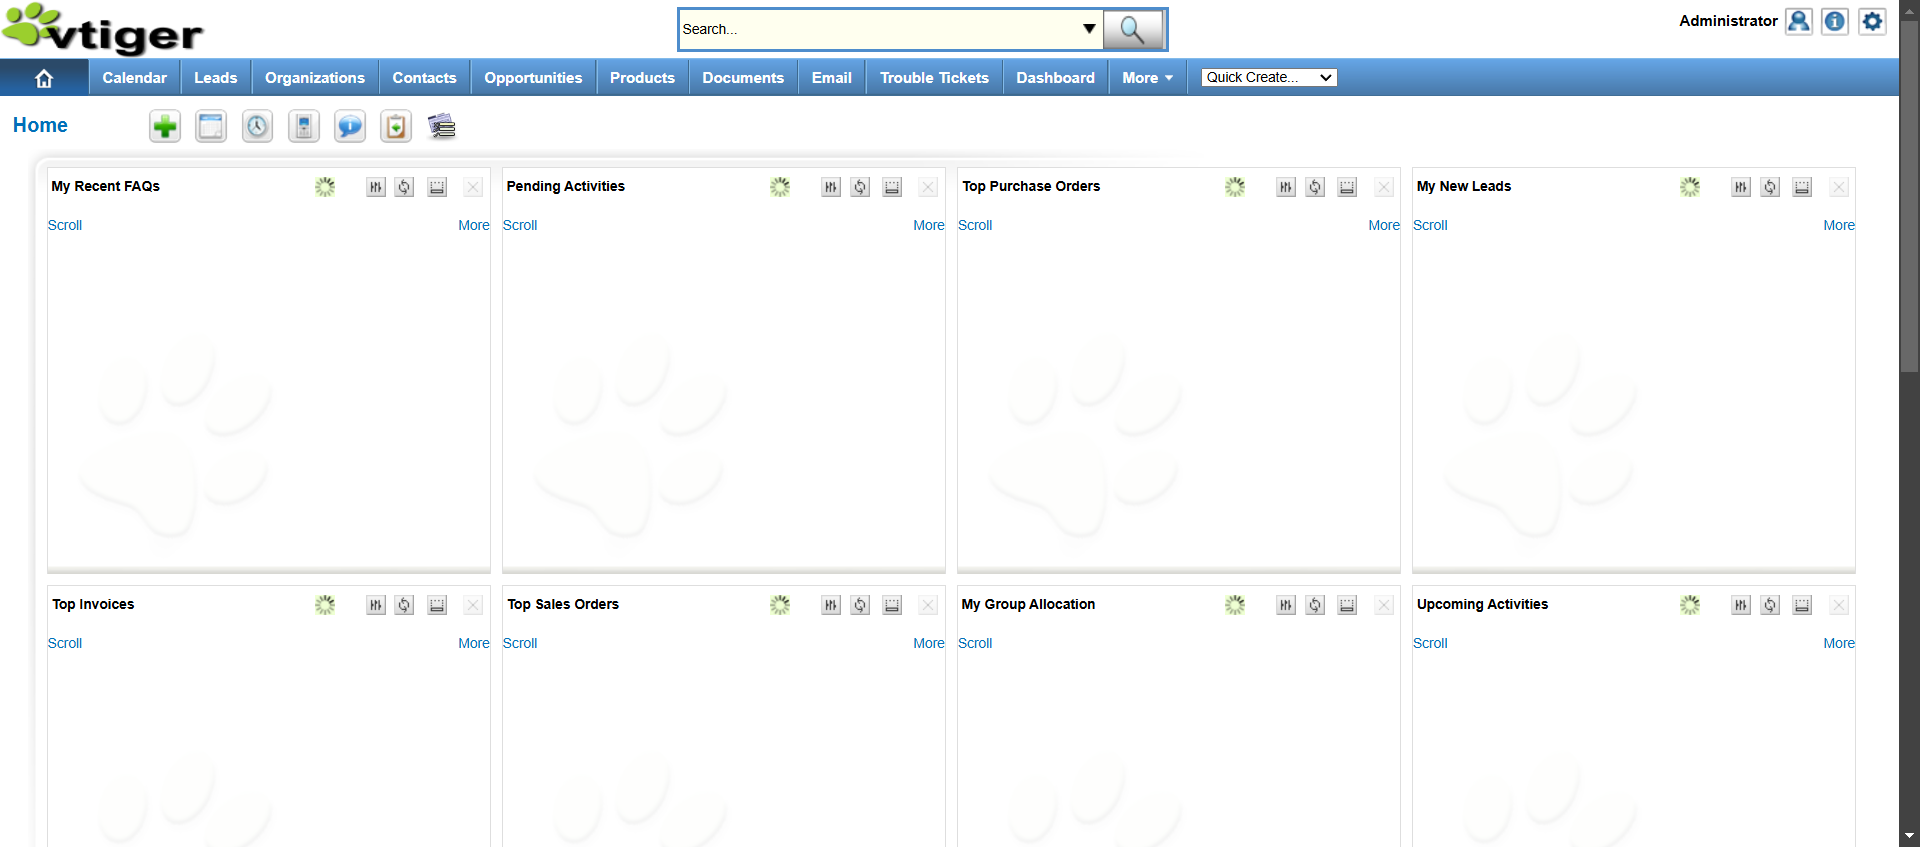 vtiger
Search...
Administrator
Calendar Leads Organizations Contacts Opportunities Products Documents Email Trouble Tickets Dashboard More Quick Create...
Home
My Recent FAQs Pending Activities Top Purchase Orders My New Leads
Scroll More Scroll More Scroll More Scroll More
Top Invoices Top Sales Orders My Group Allocation Upcoming Activities
Scroll More Scroll More Scroll Scroll More